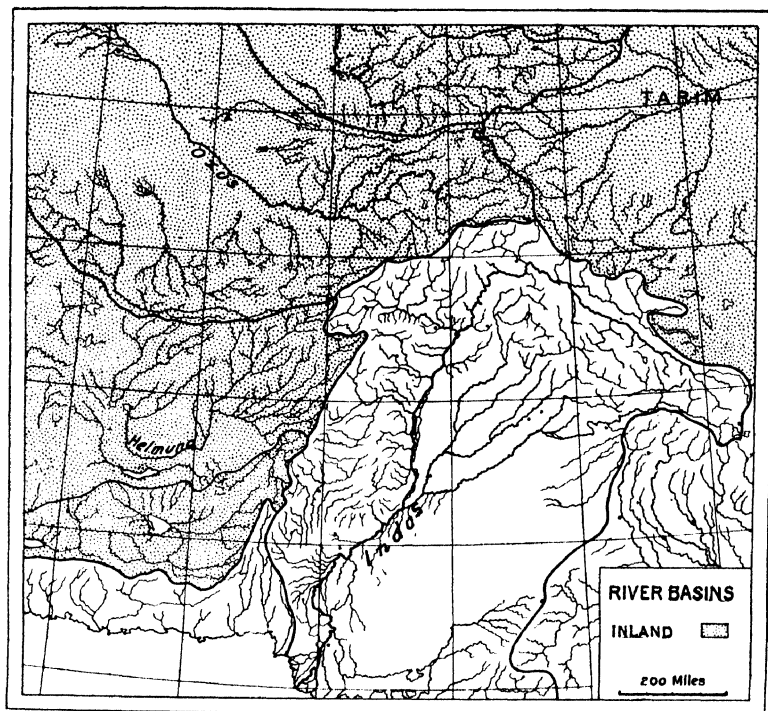 TARIM
Oxus
Helmund
Indus
RIVER BASINS
INLAND
200 Miles